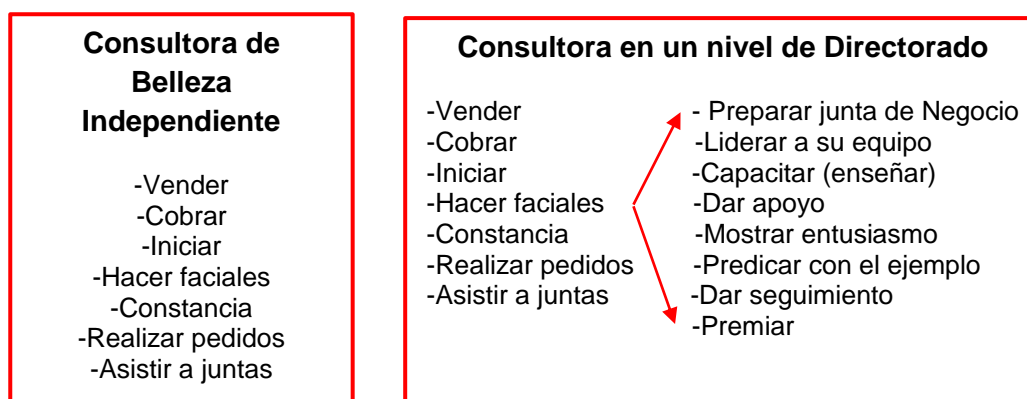 Consultora de
Belleza
Independiente
-Vender
-Cobrar
-Iniciar
-Hacer faciales
-Constancia
-Realizar pedidos
-Asistir a juntas
Consultora en un nivel de Directorado
-Vender
-Cobrar
-Iniciar
-Hacer faciales
-Constancia
-Realizar pedidos
-Asistir a juntas
- Preparar junta de Negocio
-Liderar a su equipo
-Capacitar (enseñar)
-Dar apoyo
-Mostrar entusiasmo
-Predicar con el ejemplo
-Dar seguimiento
-Premiar